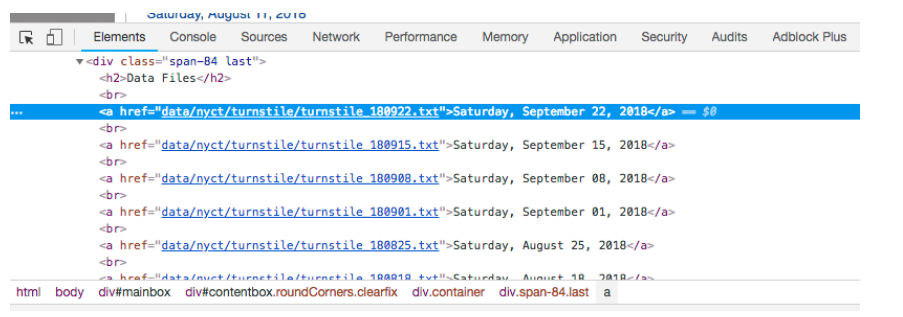 Saturday, August 11, 2018
Elements Console Sources Network Performance Memory Application Security Audits Adblock Plus
▼<div class="span-84 last">
<h2>Data Files</h2>
<br>
... <a href="data/nyct/turnstile/turnstile_180922.txt">Saturday, September 22, 2018</a> == $0
<br>
<a href="data/nyct/turnstile/turnstile_180915.txt">Saturday, September 15, 2018</a>
<br>
<a href="data/nyct/turnstile/turnstile_180908.txt">Saturday, September 08, 2018</a>
<br>
<a href="data/nyct/turnstile/turnstile_180901.txt">Saturday, September 01, 2018</a>
<br>
<a href="data/nyct/turnstile/turnstile_180825.txt">Saturday, August 25, 2018</a>
<br>
<a href="data/nyct/turnstile/turnstile_180818.txt">Saturday, August 18, 2018</a>
html body div#mainbox div#contentbox.roundCorners.clearfix div.container div.span-84.last a